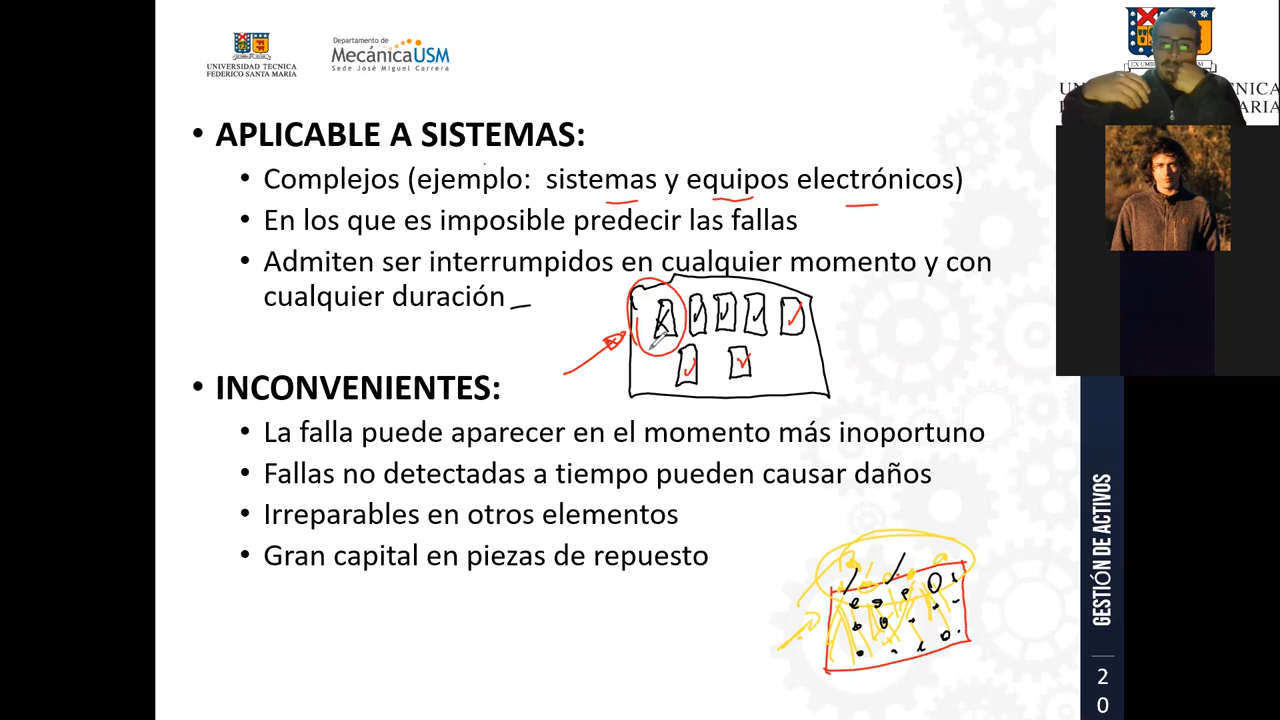 UNIVERSIDAD TECNICA
FEDERICO SANTA MARIA
Departamento de
MecánicaUSM
Sede José Miguel Carrera
• APLICABLE A SISTEMAS:
• Complejos (ejemplo: sistemas y equipos electrónicos)
• En los que es imposible predecir las fallas
• Admiten ser interrumpidos en cualquier momento y con
cualquier duración
• INCONVENIENTES:
• La falla puede aparecer en el momento más inoportuno
• Fallas no detectadas a tiempo pueden causar daños
• Irreparables en otros elementos
• Gran capital en piezas de repuesto
GESTIÓN DE ACTIVOS
2
0